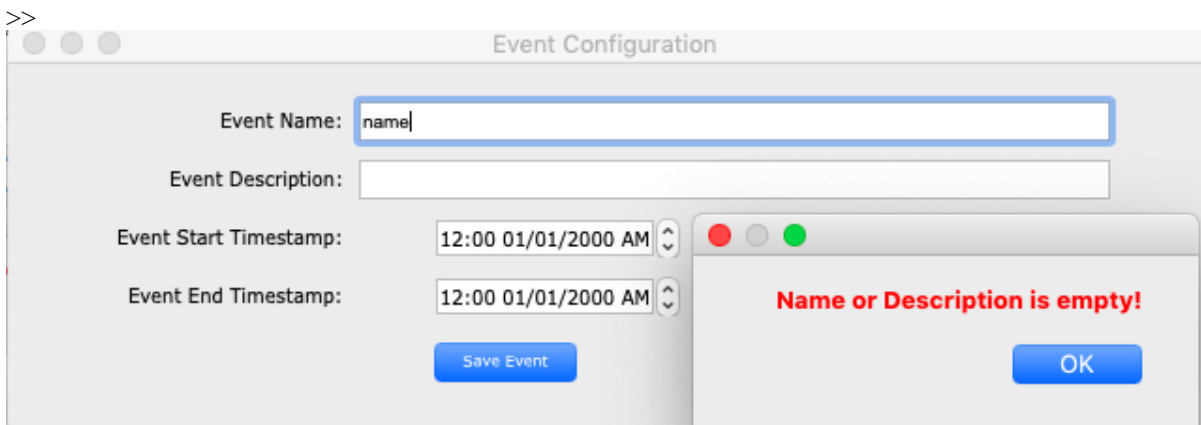 >>
Event Configuration
Event Name: name
Event Description:
Event Start Timestamp: 12:00 01/01/2000 AM
Event End Timestamp: 12:00 01/01/2000 AM
Name or Description is empty!
Save Event
OK